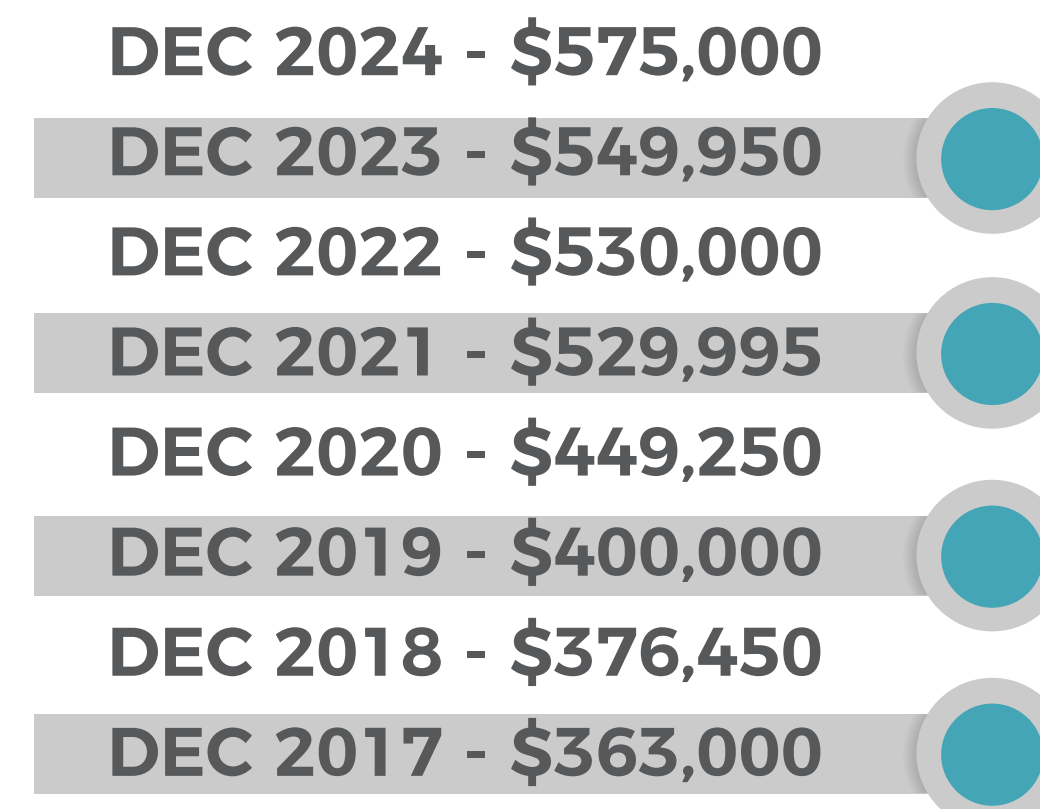 DEC 2024 - $575,000
DEC 2023 - $549,950
DEC 2022 - $530,000
DEC 2021 - $529,995
DEC 2020 - $449,250
DEC 2019 - $400,000
DEC 2018 - $376,450
DEC 2017 - $363,000